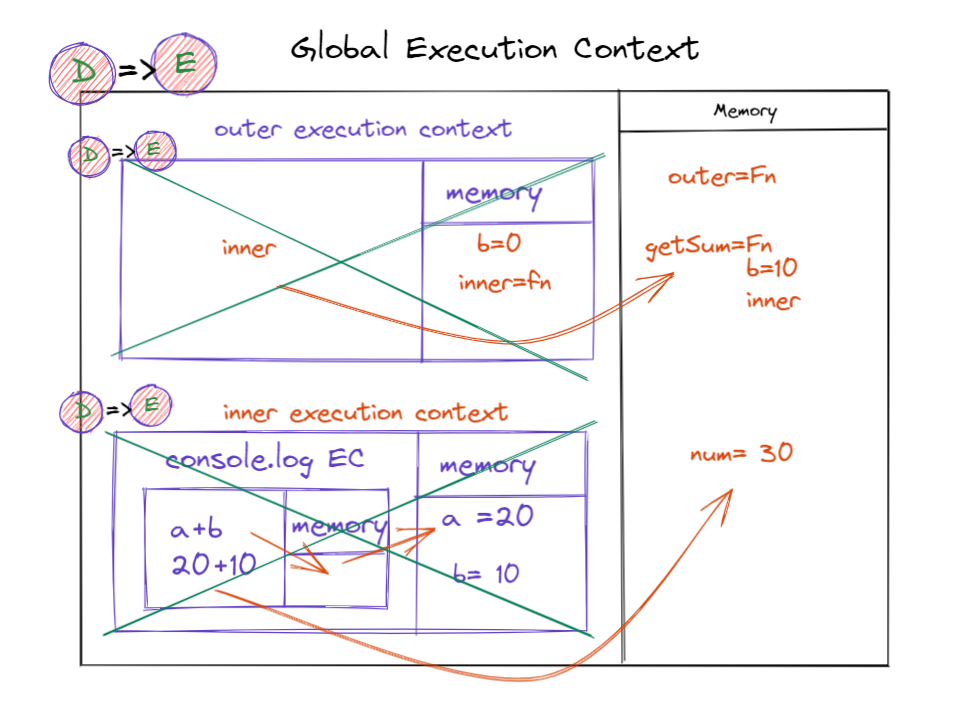 Global Execution Context
D => E
Memory
outer execution context
D => E
memory
outer=Fn
inner
b=0
inner=fn
getSum=Fn
b=10
inner
D => E
inner execution context
console.log EC
memory
num= 30
a+b
memory
a =20
20+10
b= 10